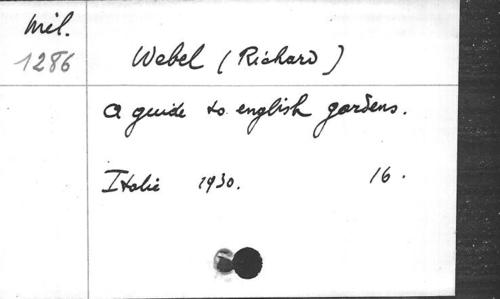 Mil.
1286
Webel (Richard)
A guide to english gardens.
Italie 1930. 16.